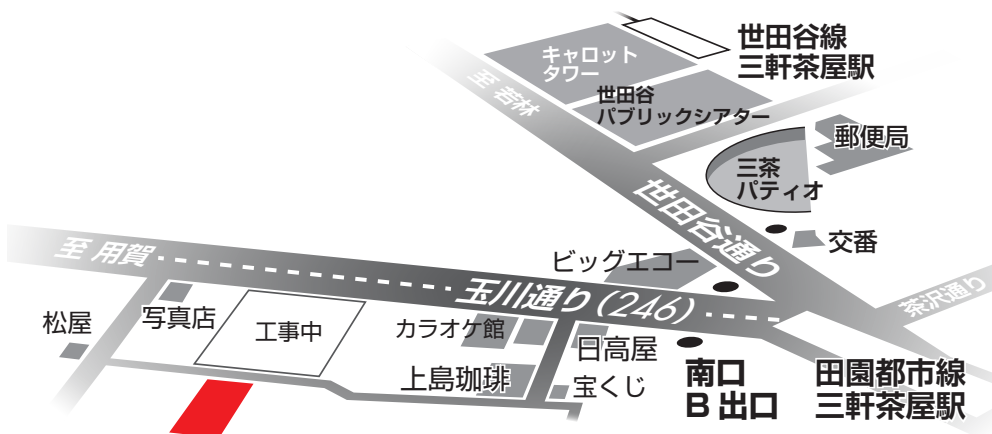 世田谷線
三軒茶屋駅
キャロット
タワー
至 若林
世田谷
パブリックシアター
郵便局
三茶
パティオ
世田谷通り
交番
至 用賀
ビッグエコー
玉川通り(246)
茶沢通り
松屋
写真店
工事中
カラオケ館
日高屋
上島珈琲
宝くじ
南口
B 出口
田園都市線
三軒茶屋駅